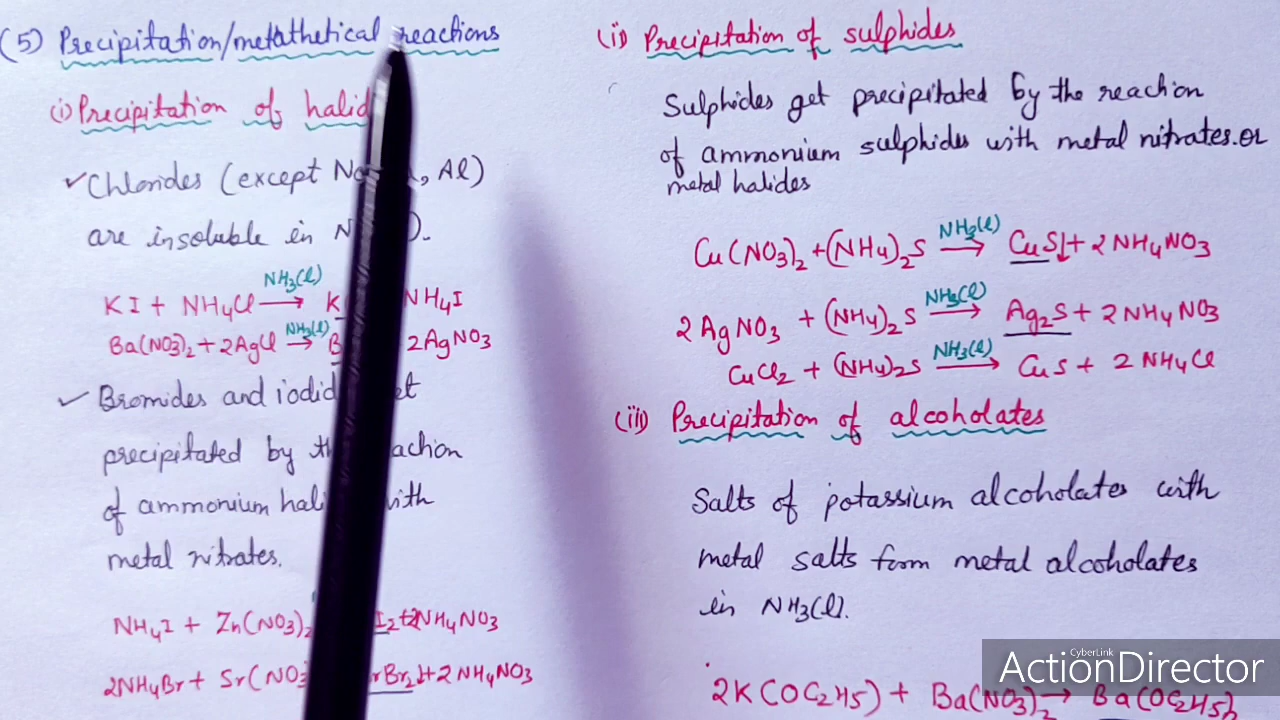 (5) Precipitation/metathetical reactions
(i) Precipitation of halid
✓Chlorides (except Na , Al)
are insoluble in N ).
KI + NH4Cl NH3(l)→ K NH4I
Ba(NO3)2 + 2AgCl NH3(l)→ B 2AgNO3
✓ Bromides and iodid et
precipitated by th action
of ammonium hali with
metal nitrates.
NH4I + Zn(NO3)2 I2+2NH4NO3
2NH4Br + Sr(NO3 rBr2↓+2NH4NO3
(i) Precipitation of sulphides
Sulphides get precipitated by the reaction
of ammonium sulphides with metal nitrates.or
metal halides
Cu(NO3)2 +(NH4)2S NH3(l)→ CuS↓+ 2NH4NO3
2AgNO3 + (NH4)2S NH3(l)→ Ag2S + 2NH4NO3
CuCl2 + (NH4)2S NH3(l)→ CuS + 2NH4Cl
(iii) Precipitation of alcoholates
Salts of potassium alcoholates with
metal salts form metal alcoholates
in NH3(l).
2K(OC2H5) + Ba(NO3)2→ Ba(OC2H5)2
CyberLink
ActionDirector